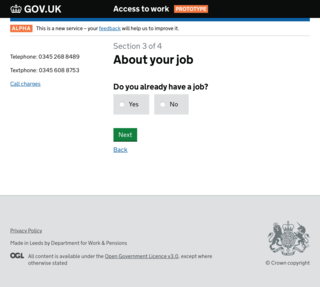 GOV.UK
Access to work PROTOTYPE
ALPHA This is a new service – your feedback will help us to improve it.
Telephone: 0345 268 8489
Textphone: 0345 608 8753
Call charges
Section 3 of 4
About your job
Do you already have a job?
Yes No
Next
Back
Privacy Policy
Made in Leeds by Department for Work & Pensions
OGL All content is available under the Open Government Licence v3.0, except where
otherwise stated
© Crown copyright